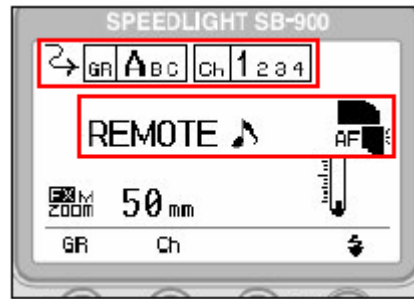 SPEEDLIGHT SB-900
GR A B C Ch 1 2 3 4
REMOTE AF
FX M
ZOOM 50 mm
GR Ch